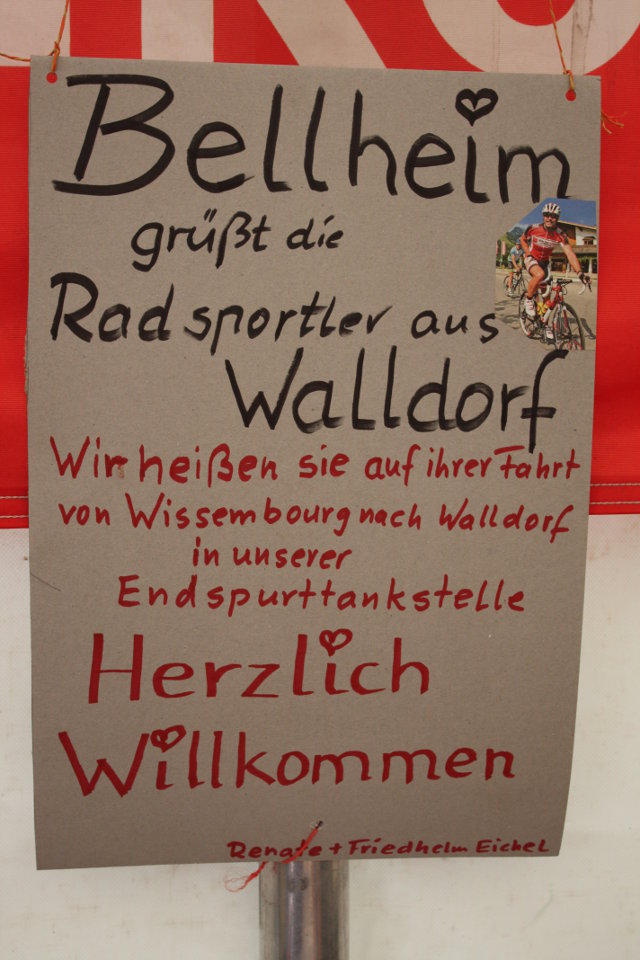 Bellheim
grüßt die
Radsportler aus
Walldorf
Wir heißen sie auf ihrer Fahrt
von Wissembourg nach Walldorf
in unserer
Endspurttankstelle
Herzlich
Willkommen
Renate + Friedhelm Eichel